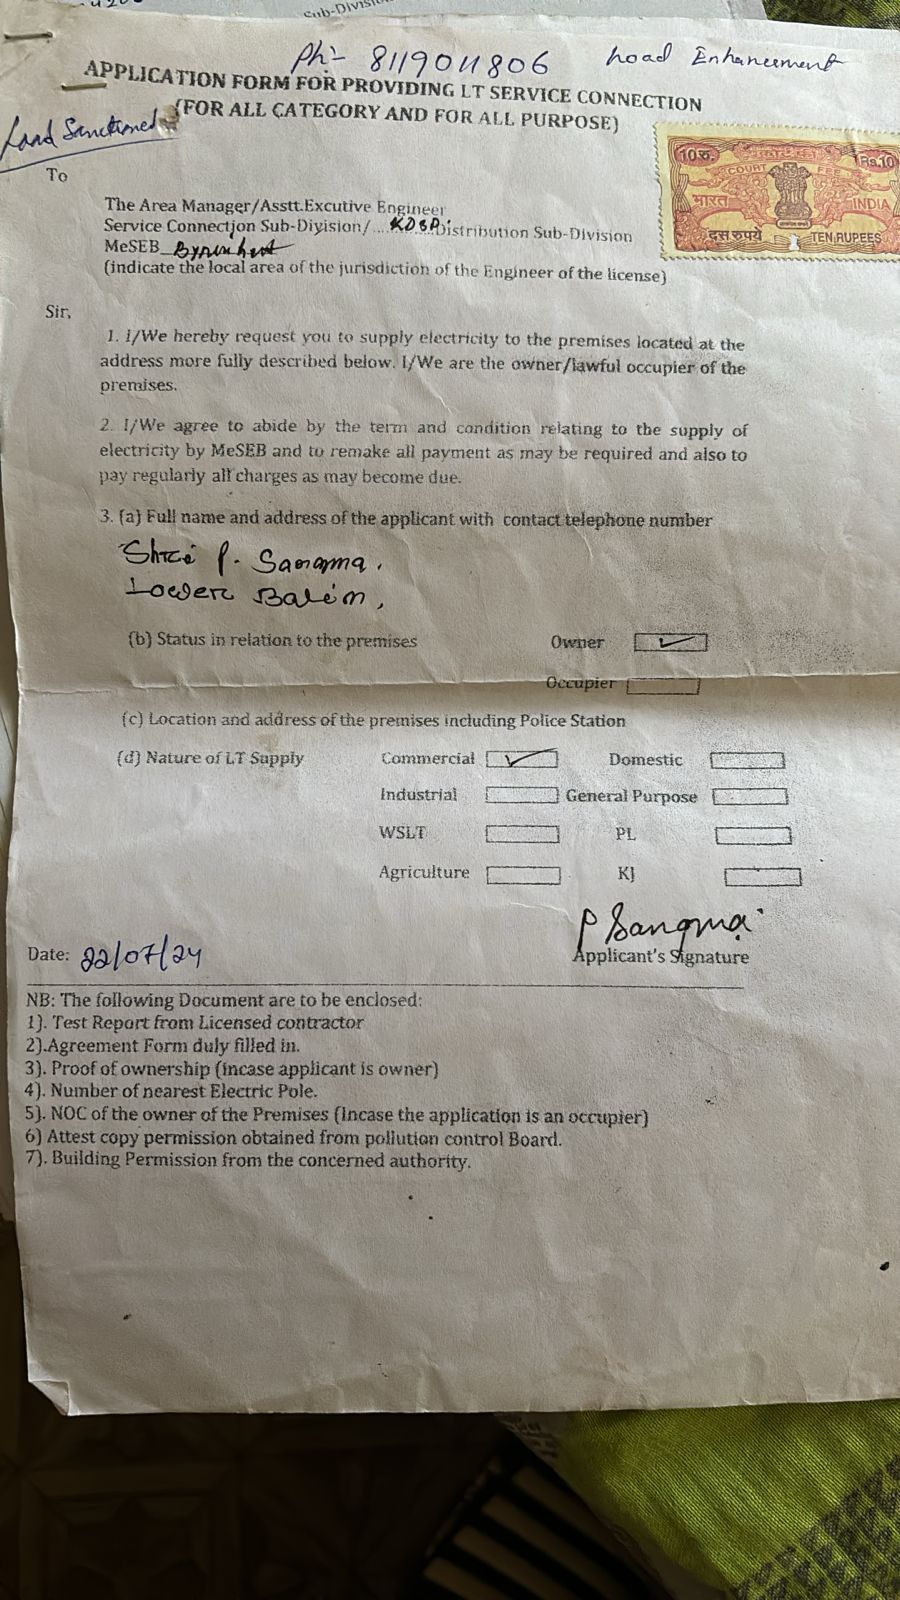 Sub-Division
Ph:- 8119011806 Load Enhancement
APPLICATION FORM FOR PROVIDING LT SERVICE CONNECTION
(FOR ALL CATEGORY AND FOR ALL PURPOSE)
Load Sanctioned
10रु. Rs.10
COURT FEE
भारत INDIA
दस रुपये TEN RUPEES
To
The Area Manager/Asstt.Excutive Engineer
Service Connection Sub-Diyision/... Distribution Sub-Division
MeSEB Byrnihat
(indicate the local area of the jurisdiction of the Engineer of the license)
Sir,
1. I/We hereby request you to supply electricity to the premises located at the
address more fully described below. I/We are the owner/lawful occupier of the
premises.
2. I/We agree to abide by the term and condition relating to the supply of
electricity by MeSEB and to remake all payment as may be required and also to
pay regularly all charges as may become due.
3. (a) Full name and address of the applicant with contact telephone number
Shri P. Sangma.
Lower Balim,
(b) Status in relation to the premises Owner
Occupier
(c) Location and address of the premises including Police Station
(d) Nature of LT Supply Commercial Domestic
Industrial General Purpose
WSLT PL
Agriculture KJ
P Sangma
Date: 22/07/24 Applicant's Signature
NB: The following Document are to be enclosed:
1). Test Report from Licensed contractor
2).Agreement Form duly filled in.
3). Proof of ownership (incase applicant is owner)
4). Number of nearest Electric Pole.
5). NOC of the owner of the Premises (Incase the application is an occupier)
6) Attest copy permission obtained from pollution control Board.
7). Building Permission from the concerned authority.